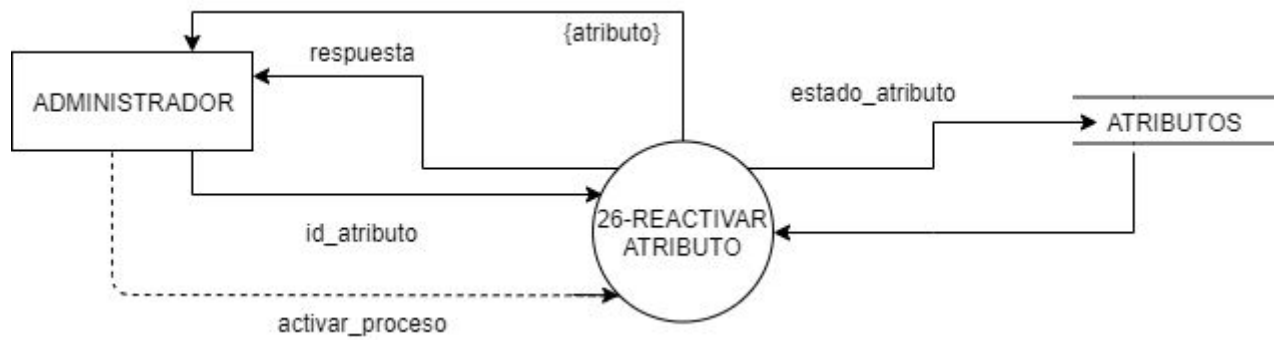 {atributo}
respuesta
ADMINISTRADOR
estado_atributo
ATRIBUTOS
26-REACTIVAR
ATRIBUTO
id_atributo
activar_proceso